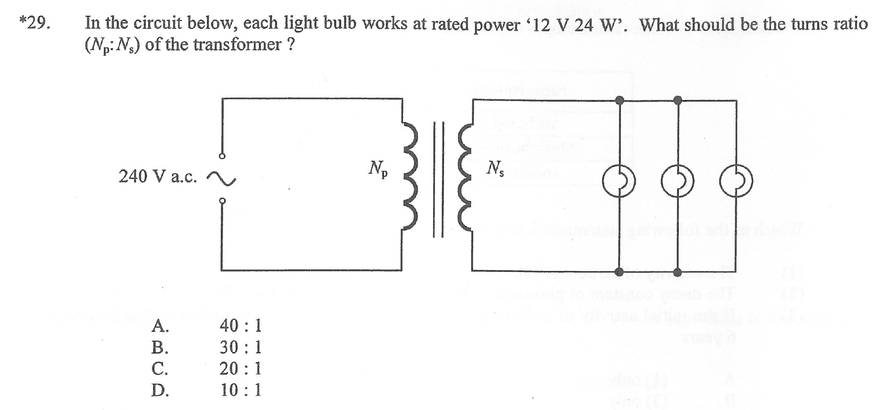 *29. In the circuit below, each light bulb works at rated power ‘12 V 24 W’. What should be the turns ratio
(Nₚ: Nₛ) of the transformer ?
240 V a.c.
Nₚ
Nₛ
A. 40 : 1
B. 30 : 1
C. 20 : 1
D. 10 : 1